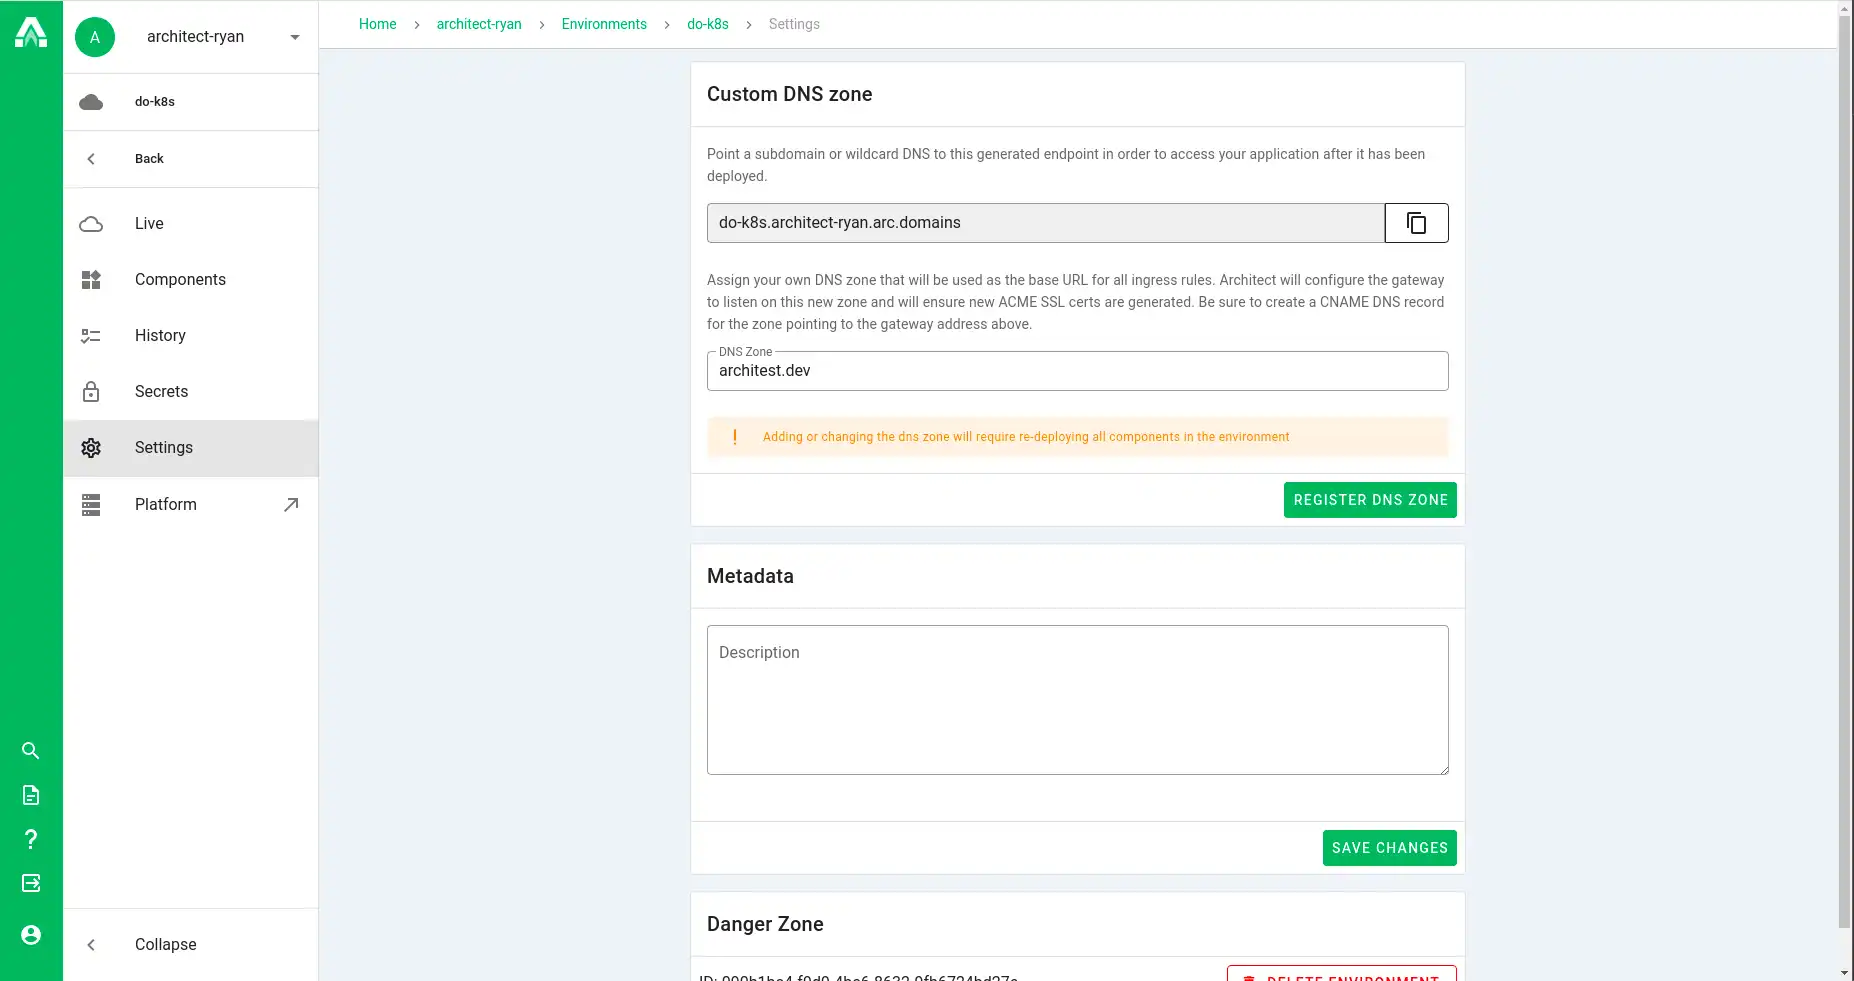 Home > architect-ryan > Environments > do-k8s > Settings
A architect-ryan
do-k8s
Back
Live
Components
History
Secrets
Settings
Platform
Collapse
Custom DNS zone
Point a subdomain or wildcard DNS to this generated endpoint in order to access your application after it has been
deployed.
do-k8s.architect-ryan.arc.domains
Assign your own DNS zone that will be used as the base URL for all ingress rules. Architect will configure the gateway
to listen on this new zone and will ensure new ACME SSL certs are generated. Be sure to create a CNAME DNS record
for the zone pointing to the gateway address above.
DNS Zone
architest.dev
! Adding or changing the dns zone will require re-deploying all components in the environment
REGISTER DNS ZONE
Metadata
Description
SAVE CHANGES
Danger Zone
ID:
DELETE ENVIRONMENT